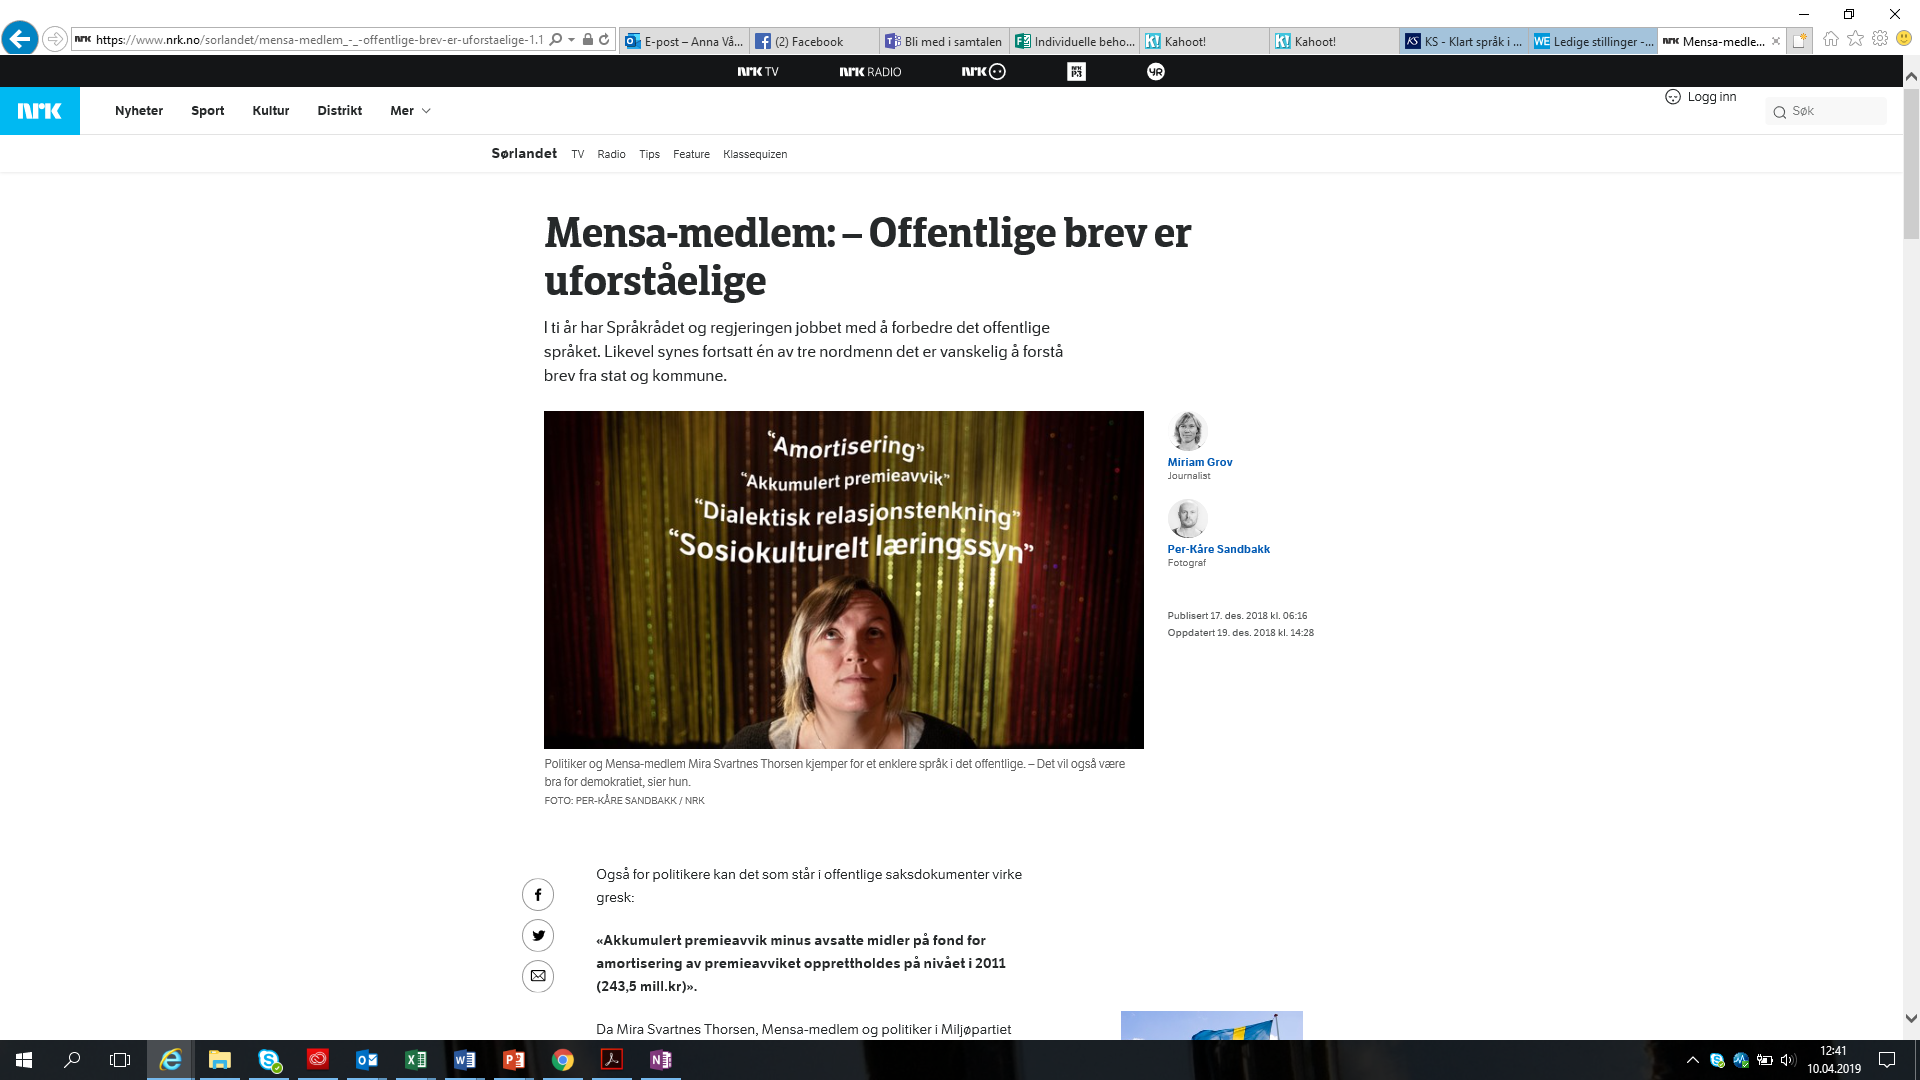 https://www.nrk.no/sorlandet/mensa-medlem_-_-offentlige-brev-er-uforstaelige-1.1
E-post – Anna Vå...
(2) Facebook
Bli med i samtalen
Individuelle beho...
Kahoot!
Kahoot!
KS - Klart språk i ...
Ledige stillinger -...
Mensa-medle...
NRK TV
NRK RADIO
NRK
NRK P3
YR
NRK
Nyheter
Sport
Kultur
Distrikt
Mer
Logg inn
Søk
Sørlandet
TV
Radio
Tips
Feature
Klassequizen
Mensa-medlem: – Offentlige brev er
uforståelige
I ti år har Språkrådet og regjeringen jobbet med å forbedre det offentlige
språket. Likevel synes fortsatt én av tre nordmenn det er vanskelig å forstå
brev fra stat og kommune.
“Amortisering”
“Akkumulert premieavvik”
“Dialektisk relasjonstenkning”
“Sosiokulturelt læringssyn”
Miriam Grov
Journalist
Per-Kåre Sandbakk
Fotograf
Publisert 17. des. 2018 kl. 06:16
Oppdatert 19. des. 2018 kl. 14:28
Politiker og Mensa-medlem Mira Svartnes Thorsen kjemper for et enklere språk i det offentlige. – Det vil også være
bra for demokratiet, sier hun.
FOTO: PER-KÅRE SANDBAKK / NRK
Også for politikere kan det som står i offentlige saksdokumenter virke
gresk:
«Akkumulert premieavvik minus avsatte midler på fond for
amortisering av premieavviket opprettholdes på nivået i 2011
(243,5 mill.kr)».
Da Mira Svartnes Thorsen, Mensa-medlem og politiker i Miljøpartiet
12:41
10.04.2019